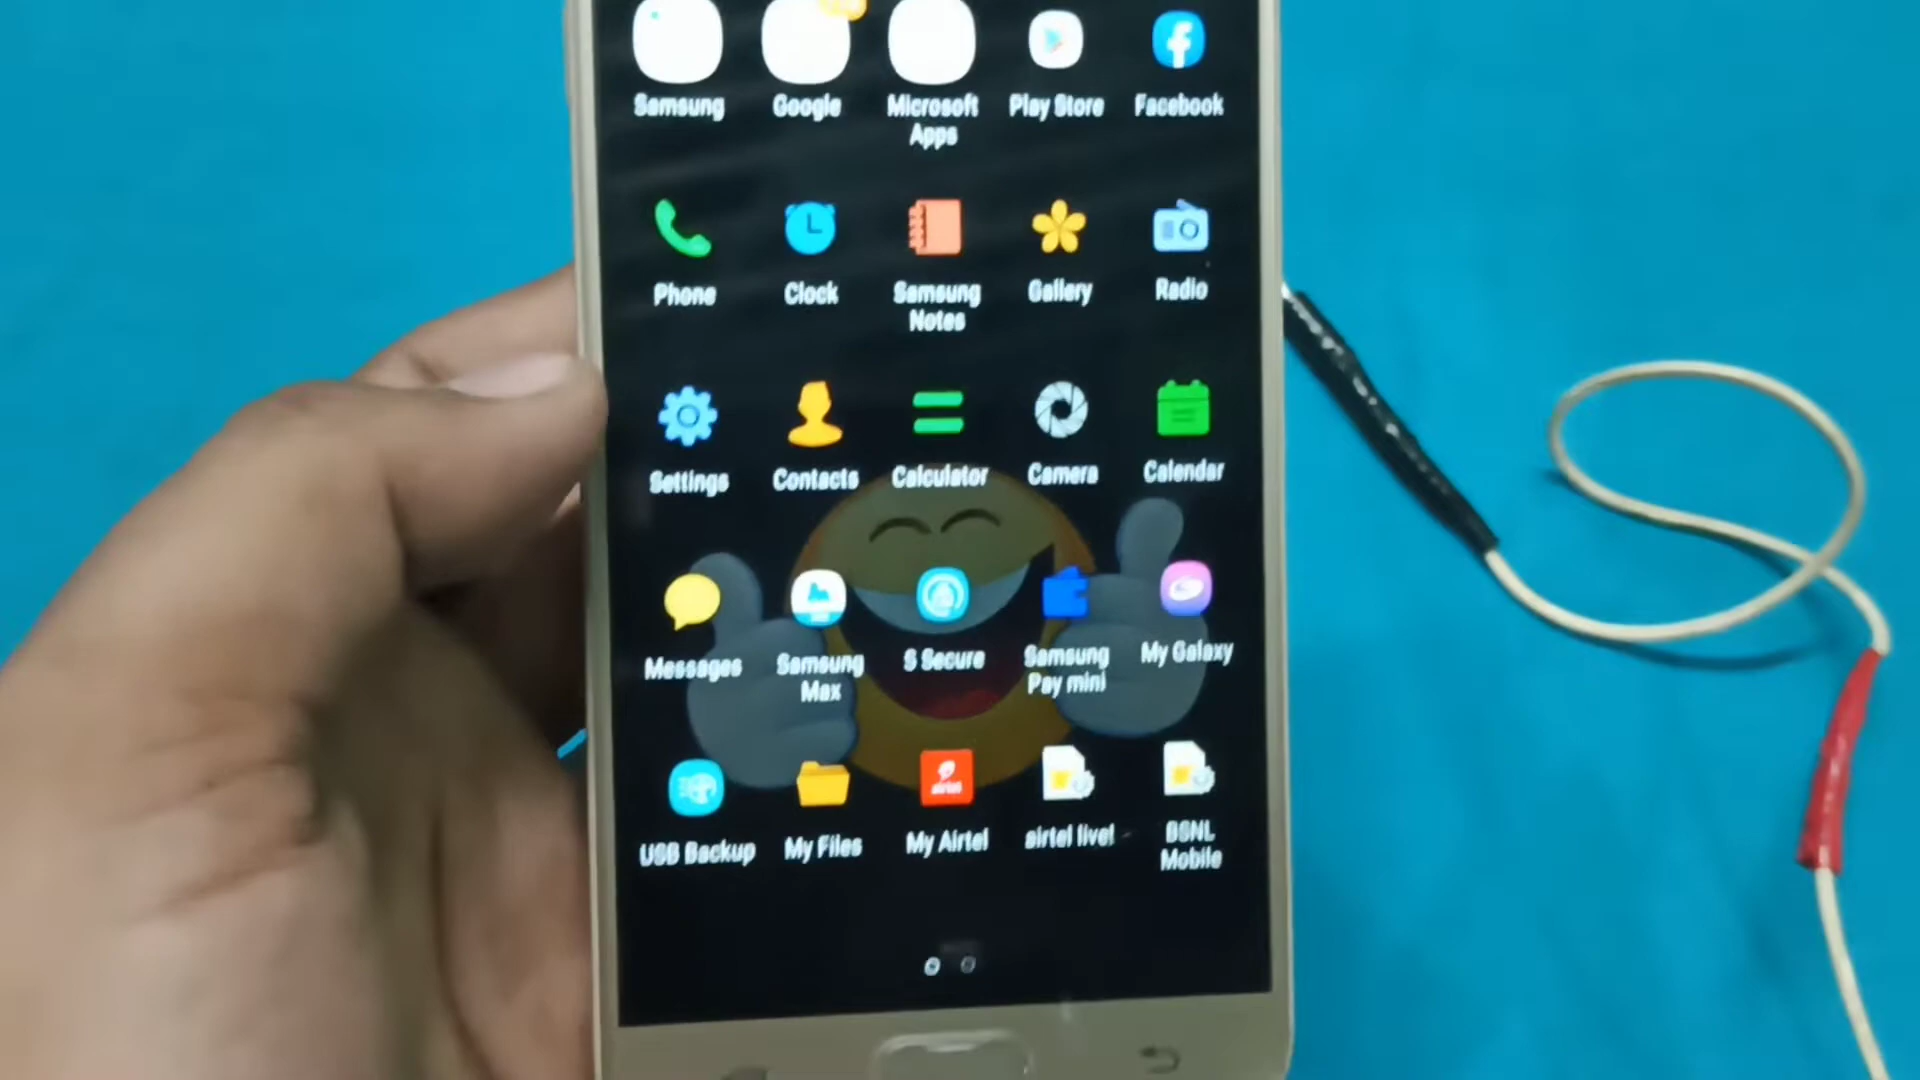 Samsung
Google
Microsoft
Apps
Play Store
Facebook
Phone
Clock
Samsung
Notes
Gallery
Radio
Settings
Contacts
Calculator
Camera
Calendar
Messages
Samsung
Max
S Secure
Samsung
Pay mini
My Galaxy
USB Backup
My Files
airtel
My Airtel
airtel live!
BSNL
Mobile